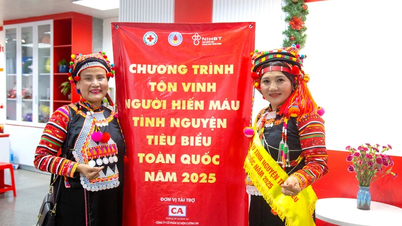 NIHBT
CHƯƠNG TRÌNH
TÔN VINH
NGƯỜI HIẾN MÁU
TÌNH NGUYỆN
TIÊU BIỂU
TOÀN QUỐC
NĂM 2025
ĐƠN VỊ TÀI TRỢ
CA